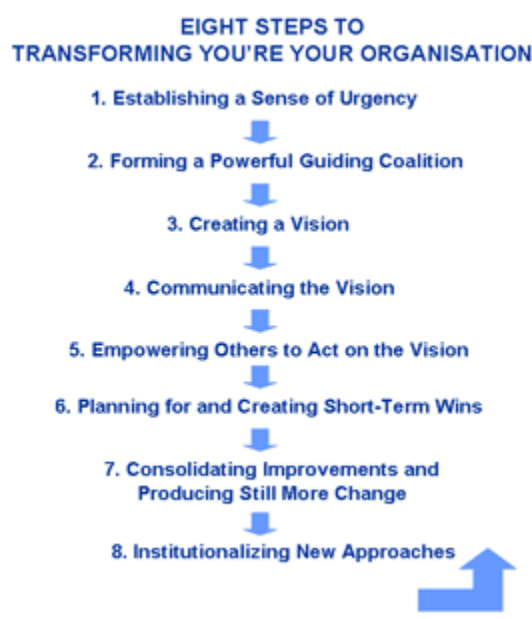 EIGHT STEPS TO
TRANSFORMING YOU'RE YOUR ORGANISATION
1. Establishing a Sense of Urgency
2. Forming a Powerful Guiding Coalition
3. Creating a Vision
4. Communicating the Vision
5. Empowering Others to Act on the Vision
6. Planning for and Creating Short-Term Wins
7. Consolidating Improvements and
Producing Still More Change
8. Institutionalizing New Approaches